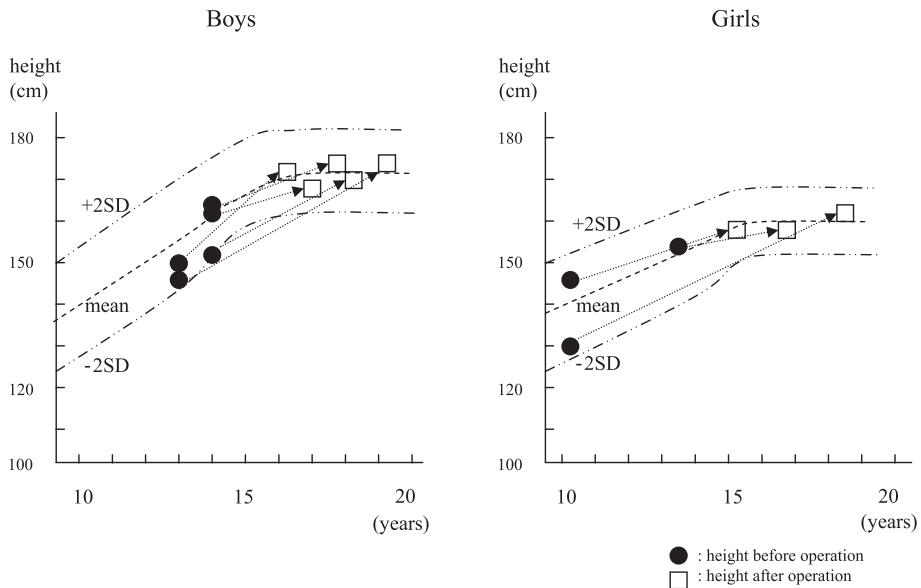 Boys
height
(cm)
180
+2SD
150
mean
-2SD
120
100
10
15
20
(years)
Girls
height
(cm)
180
+2SD
150
mean
-2SD
120
100
10
15
20
(years)
: height before operation
: height after operation